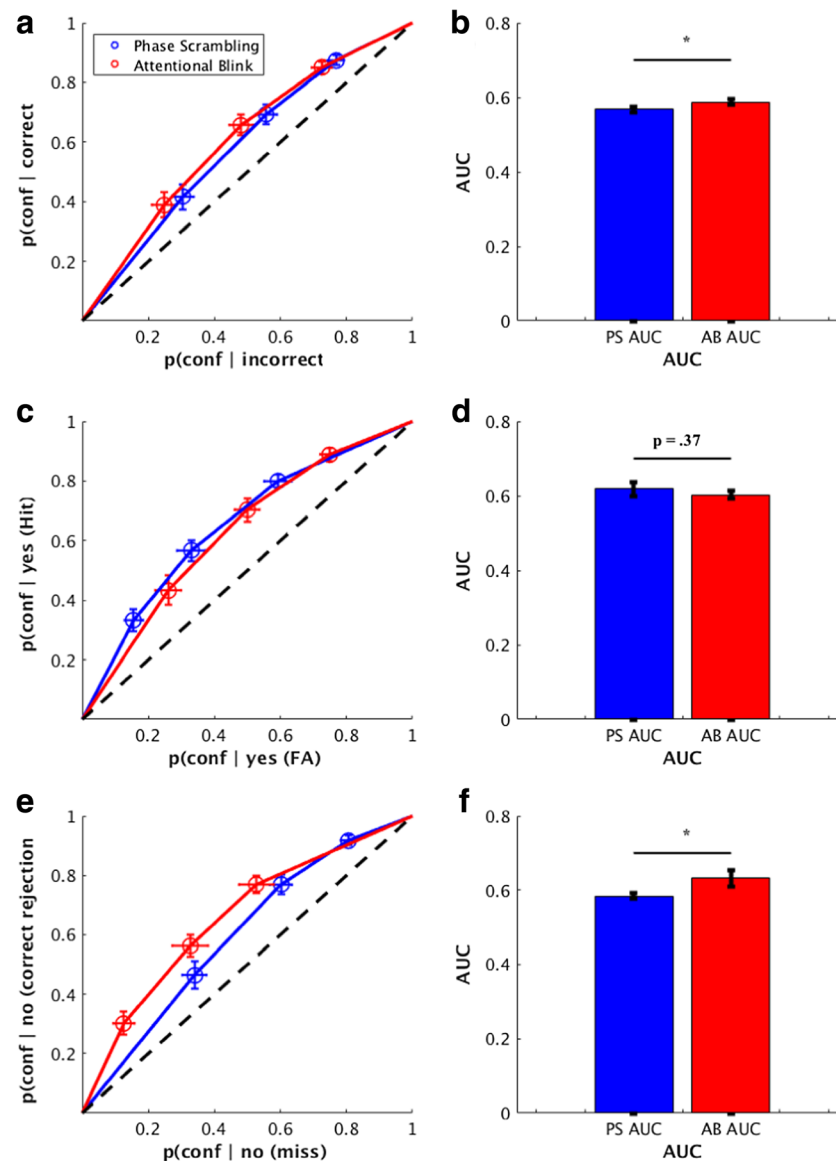 a
1
0.8
0.6
0.4
0.2
p(conf | correct
Phase Scrambling
Attentional Blink
0.2 0.4 0.6 0.8 1
p(conf | incorrect
b
0.8
0.6
0.4
0.2
0
AUC
*
PS AUC AB AUC
AUC
c
1
0.8
0.6
0.4
0.2
p(conf | yes (Hit)
0.2 0.4 0.6 0.8 1
p(conf | yes (FA)
d
0.8
0.6
0.4
0.2
0
AUC
p = .37
PS AUC AB AUC
AUC
e
1
0.8
0.6
0.4
0.2
p(conf | no (correct rejection
0.2 0.4 0.6 0.8 1
p(conf | no (miss)
f
0.8
0.6
0.4
0.2
0
AUC
*
PS AUC AB AUC
AUC